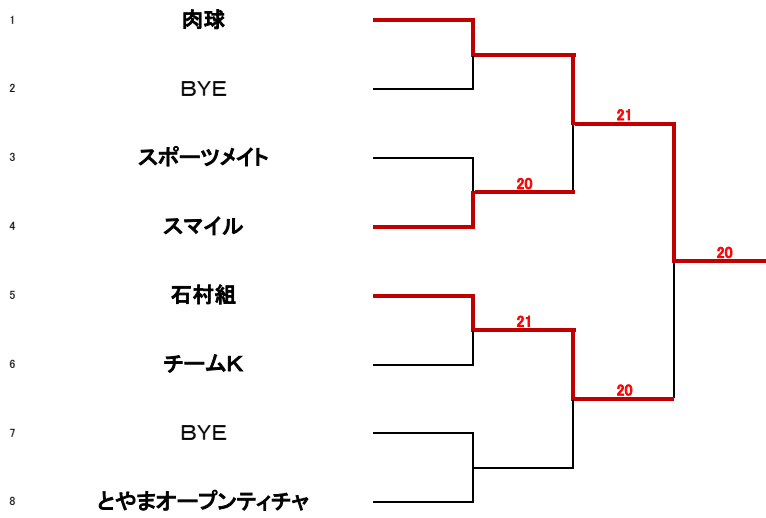 1 肉球
2 ＢＹＥ
21
3 スポーツメイト
20
4 スマイル
20
5 石村組
21
6 チームＫ
20
7 ＢＹＥ
8 とやまオープンティチャ